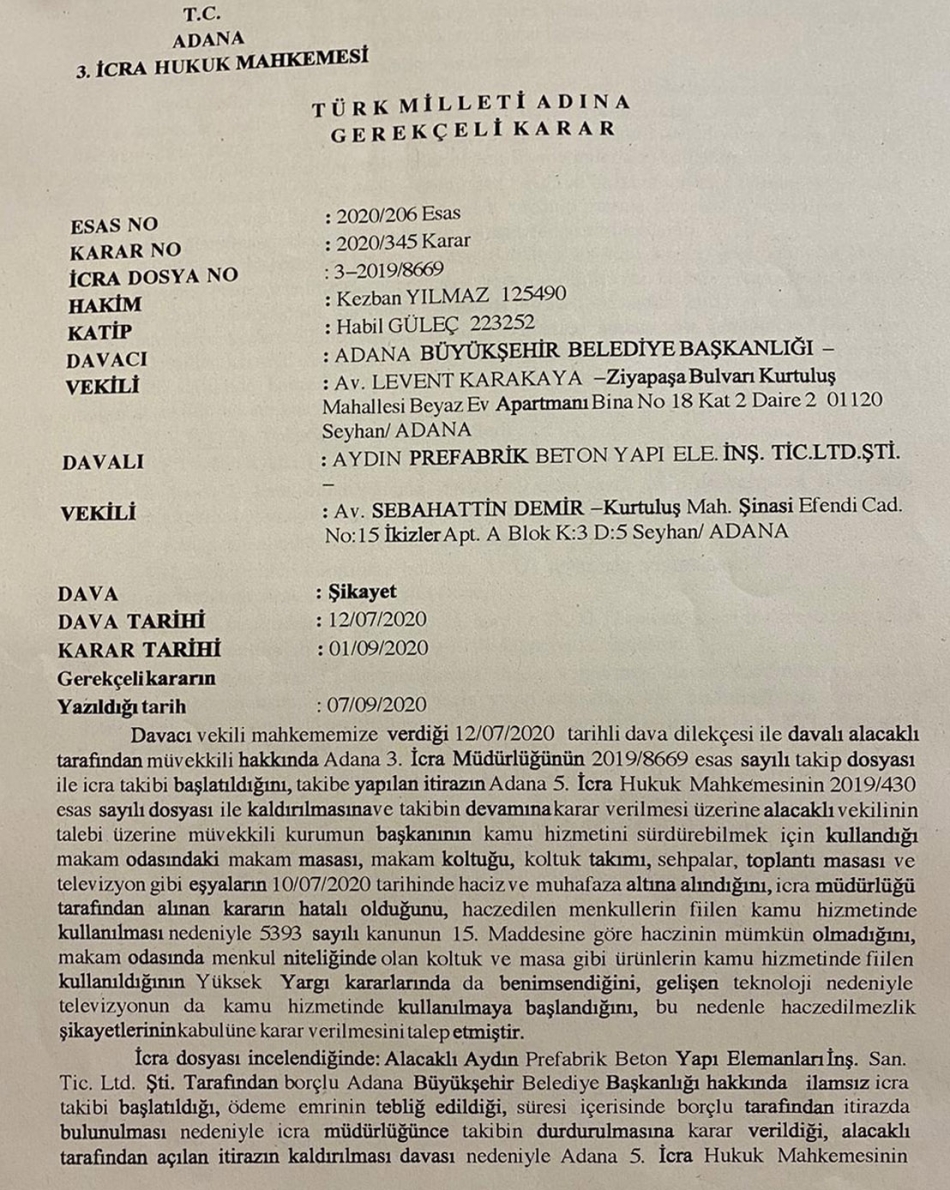 T.C.
ADANA
3. İCRA HUKUK MAHKEMESİ
TÜRK MİLLETİ ADINA
GEREKÇELİ KARAR
ESAS NO : 2020/206 Esas
KARAR NO : 2020/345 Karar
İCRA DOSYA NO : 3-2019/8669
HAKİM : Kezban YILMAZ 125490
KATİP : Habil GÜLEÇ 223252
DAVACI : ADANA BÜYÜKŞEHİR BELEDİYE BAŞKANLIĞI –
VEKİLİ : Av. LEVENT KARAKAYA –Ziyapaşa Bulvarı Kurtuluş
Mahallesi Beyaz Ev Apartmanı Bina No 18 Kat 2 Daire 2 01120
Seyhan/ ADANA
DAVALI : AYDIN PREFABRİK BETON YAPI ELE. İNŞ. TİC.LTD.ŞTİ.
–
VEKİLİ : Av. SEBAHATTİN DEMİR –Kurtuluş Mah. Şinasi Efendi Cad.
No:15 İkizler Apt. A Blok K:3 D:5 Seyhan/ ADANA
DAVA : Şikayet
DAVA TARİHİ : 12/07/2020
KARAR TARİHİ : 01/09/2020
Gerekçeli kararın
Yazıldığı tarih : 07/09/2020
Davacı vekili mahkememize verdiği 12/07/2020 tarihli dava dilekçesi ile davalı alacaklı
tarafından müvekkili hakkında Adana 3. İcra Müdürlüğünün 2019/8669 esas sayılı takip dosyası
ile icra takibi başlatıldığını, takibe yapılan itirazın Adana 5. İcra Hukuk Mahkemesinin 2019/430
esas sayılı dosyası ile kaldırılmasına ve takibin devamına karar verilmesi üzerine alacaklı vekilinin
talebi üzerine müvekkili kurumun başkanının kamu hizmetini sürdürebilmek için kullandığı
makam odasındaki makam masası, makam koltuğu, koltuk takımı, sehpalar, toplantı masası ve
televizyon gibi eşyaların 10/07/2020 tarihinde haciz ve muhafaza altına alındığını, icra müdürlüğü
tarafından alınan kararın hatalı olduğunu, haczedilen menkullerin fiilen kamu hizmetinde
kullanılması nedeniyle 5393 sayılı kanunun 15. Maddesine göre haczinin mümkün olmadığını,
makam odasında menkul niteliğinde olan koltuk ve masa gibi ürünlerin kamu hizmetinde fiilen
kullanıldığının Yüksek Yargı kararlarında da benimsendiğini, gelişen teknoloji nedeniyle
televizyonun da kamu hizmetinde kullanılmaya başlandığını, bu nedenle haczedilmezlik
şikayetlerinin kabulüne karar verilmesini talep etmiştir.
İcra dosyası incelendiğinde: Alacaklı Aydın Prefabrik Beton Yapı Elemanları İnş. San.
Tic. Ltd. Şti. Tarafından borçlu Adana Büyükşehir Belediye Başkanlığı hakkında ilamsız icra
takibi başlatıldığı, ödeme emrinin tebliğ edildiği, süresi içerisinde borçlu tarafından itirazda
bulunulması nedeniyle icra müdürlüğünce takibin durdurulmasına karar verildiği, alacaklı
tarafından açılan itirazın kaldırılması davası nedeniyle Adana 5. İcra Hukuk Mahkemesinin